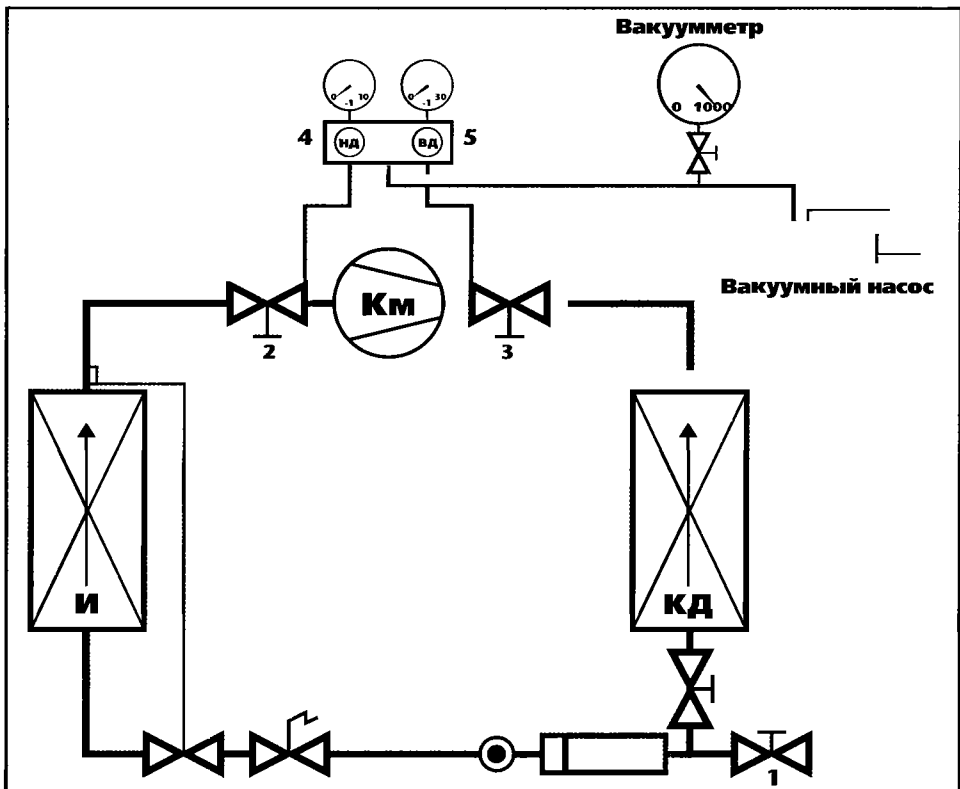 Вакуумметр
0 10
-1
0 30
-1
0 1000
4 НД ВД 5
Вакуумный насос
Км
2
3
И
КД
1